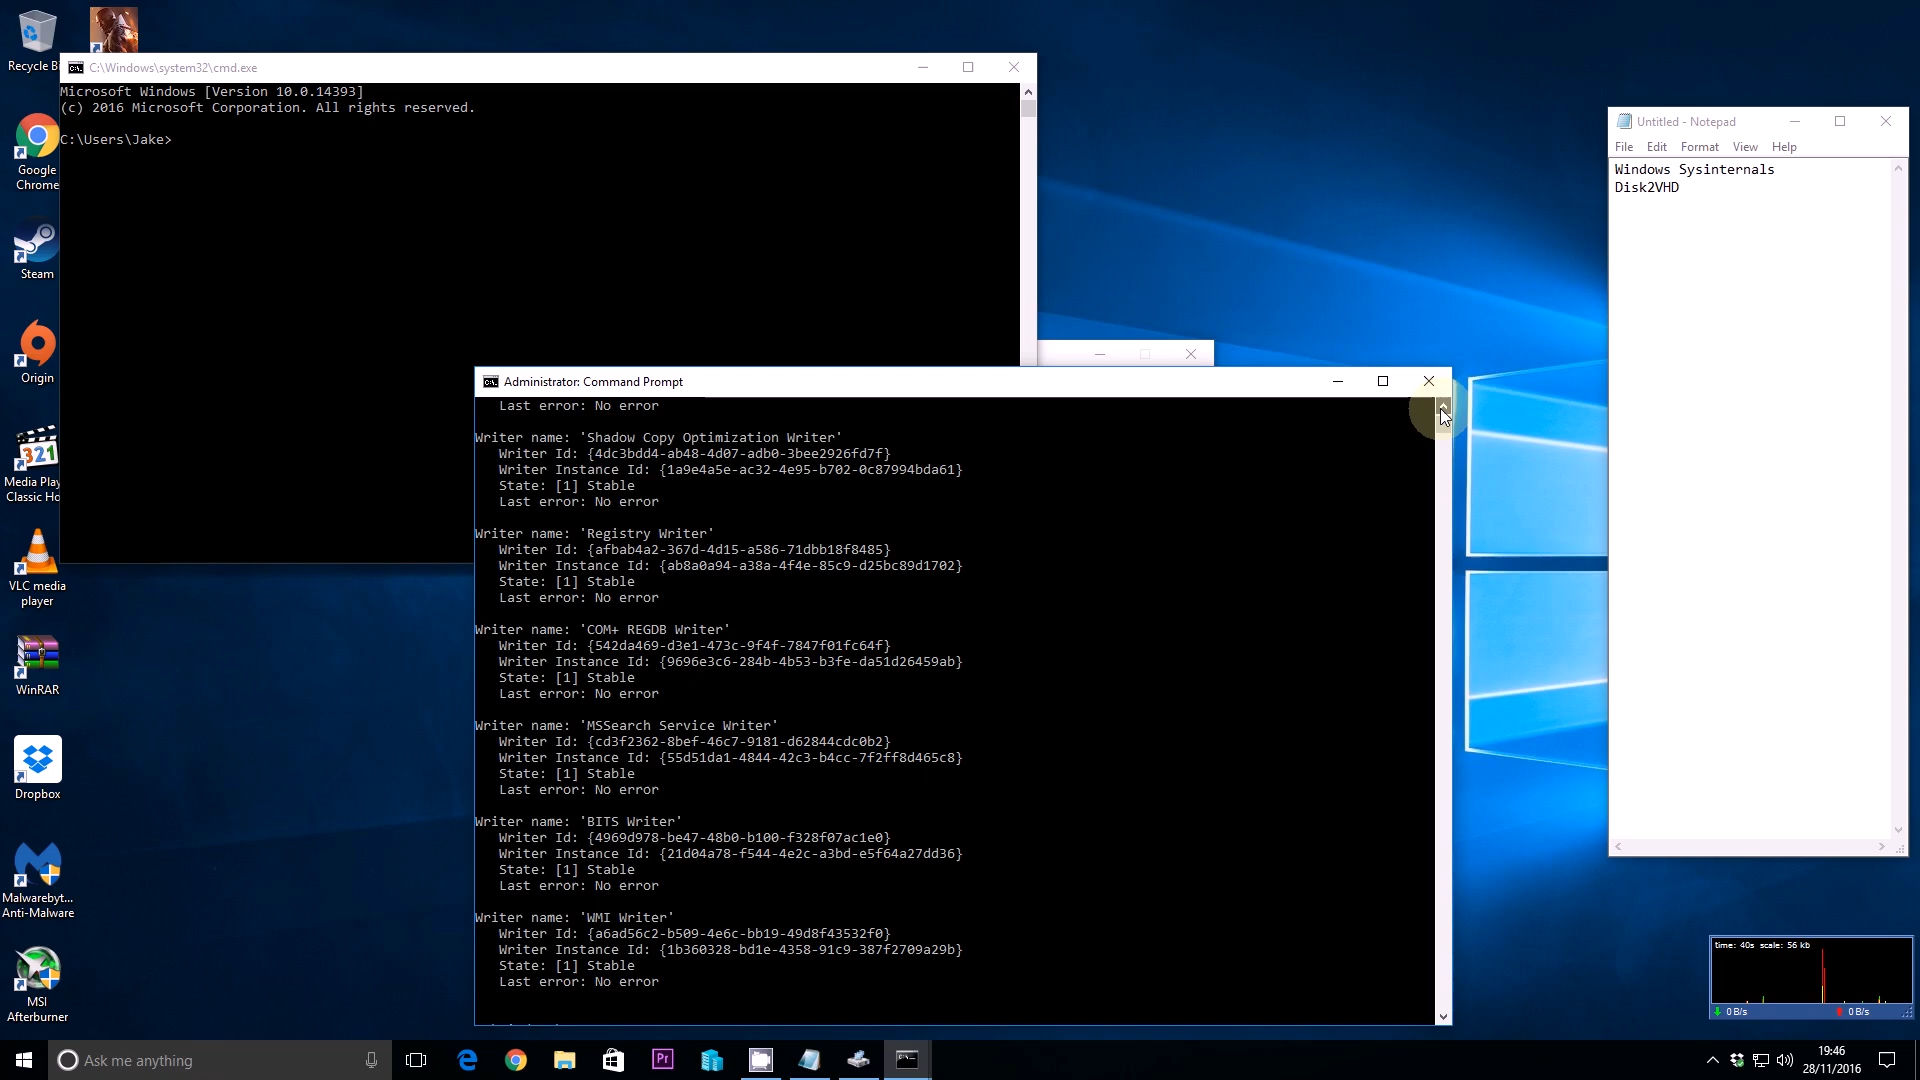 Recycle Bi
C:\Windows\system32\cmd.exe
Microsoft Windows [Version 10.0.14393]
(c) 2016 Microsoft Corporation. All rights reserved.
C:\Users\Jake>
Google
Chrome
Steam
Origin
Media Play
Classic Ho
VLC media
player
WinRAR
Dropbox
Malwarebyt...
Anti-Malware
MSI
Afterburner
Administrator: Command Prompt
Last error: No error
Writer name: 'Shadow Copy Optimization Writer'
Writer Id: {4dc3bdd4-ab48-4d07-adb0-3bee2926fd7f}
Writer Instance Id: {1a9e4a5e-ac32-4e95-b702-0c87994bda61}
State: [1] Stable
Last error: No error
Writer name: 'Registry Writer'
Writer Id: {afbab4a2-367d-4d15-a586-71dbb18f8485}
Writer Instance Id: {ab8a0a94-a38a-4f4e-85c9-d25bc89d1702}
State: [1] Stable
Last error: No error
Writer name: 'COM+ REGDB Writer'
Writer Id: {542da469-d3e1-473c-9f4f-7847f01fc64f}
Writer Instance Id: {9696e3c6-284b-4b53-b3fe-da51d26459ab}
State: [1] Stable
Last error: No error
Writer name: 'MSSearch Service Writer'
Writer Id: {cd3f2362-8bef-46c7-9181-d62844cdc0b2}
Writer Instance Id: {55d51da1-4844-42c3-b4cc-7f2ff8d465c8}
State: [1] Stable
Last error: No error
Writer name: 'BITS Writer'
Writer Id: {4969d978-be47-48b0-b100-f328f07ac1e0}
Writer Instance Id: {21d04a78-f544-4e2c-a3bd-e5f64a27dd36}
State: [1] Stable
Last error: No error
Writer name: 'WMI Writer'
Writer Id: {a6ad56c2-b509-4e6c-bb19-49d8f43532f0}
Writer Instance Id: {1b360328-bd1e-4358-91c9-387f2709a29b}
State: [1] Stable
Last error: No error
Untitled - Notepad
File Edit Format View Help
Windows Sysinternals
Disk2VHD
time: 40s scale: 56 kb
0 B/s 0 B/s
Ask me anything
Pr
19:46
28/11/2016